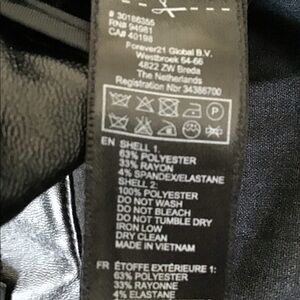 # 30186355
RN# 94981
CA# 40198
Forever21 Global B.V.
Westbroek 64-66
4822 ZW Breda
The Netherlands
Registration Nbr 34386700
P
EN SHELL 1:
63% POLYESTER
33% RAYON
4% SPANDEX/ELASTANE
SHELL 2:
100% POLYESTER
DO NOT WASH
DO NOT BLEACH
DO NOT TUMBLE DRY
IRON LOW
DRY CLEAN
MADE IN VIETNAM
FR ÉTOFFE EXTÉRIEURE 1:
63% POLYESTER
33% RAYONNE
4% ELASTANE